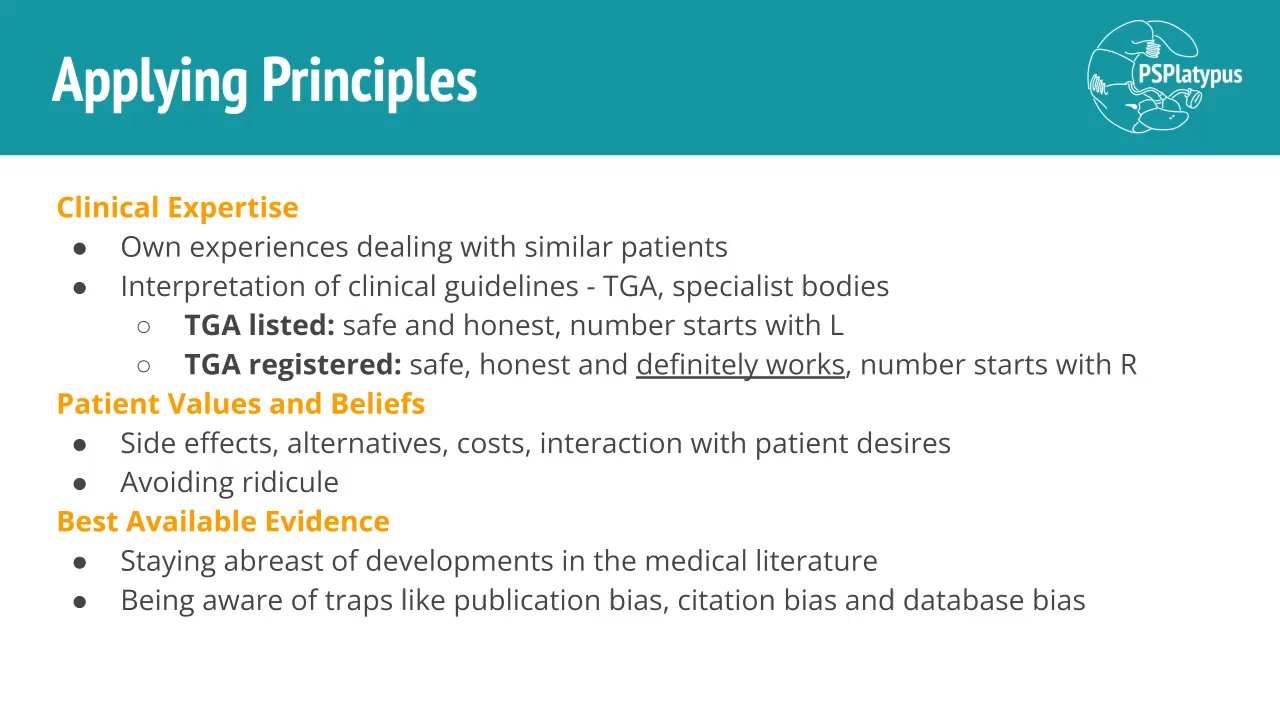 Applying Principles
PSPlatypus
Clinical Expertise
● Own experiences dealing with similar patients
● Interpretation of clinical guidelines - TGA, specialist bodies
○ TGA listed: safe and honest, number starts with L
○ TGA registered: safe, honest and definitely works, number starts with R
Patient Values and Beliefs
● Side effects, alternatives, costs, interaction with patient desires
● Avoiding ridicule
Best Available Evidence
● Staying abreast of developments in the medical literature
● Being aware of traps like publication bias, citation bias and database bias